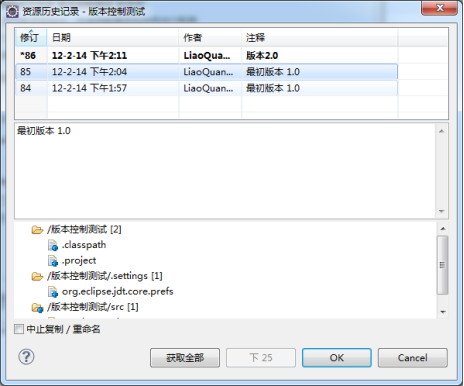 资源历史记录 - 版本控制测试
修订 日期 作者 注释
*86 12-2-14 下午2:11 LiaoQua... 版本2.0
85 12-2-14 下午2:04 LiaoQuan... 最初版本 1.0
84 12-2-14 下午1:57 LiaoQuan... 最初版本 1.0
最初版本 1.0
/版本控制测试 [2]
.classpath
.project
/版本控制测试/.settings [1]
org.eclipse.jdt.core.prefs
/版本控制测试/src [1]
中止复制 / 重命名
获取全部 下 25 OK Cancel